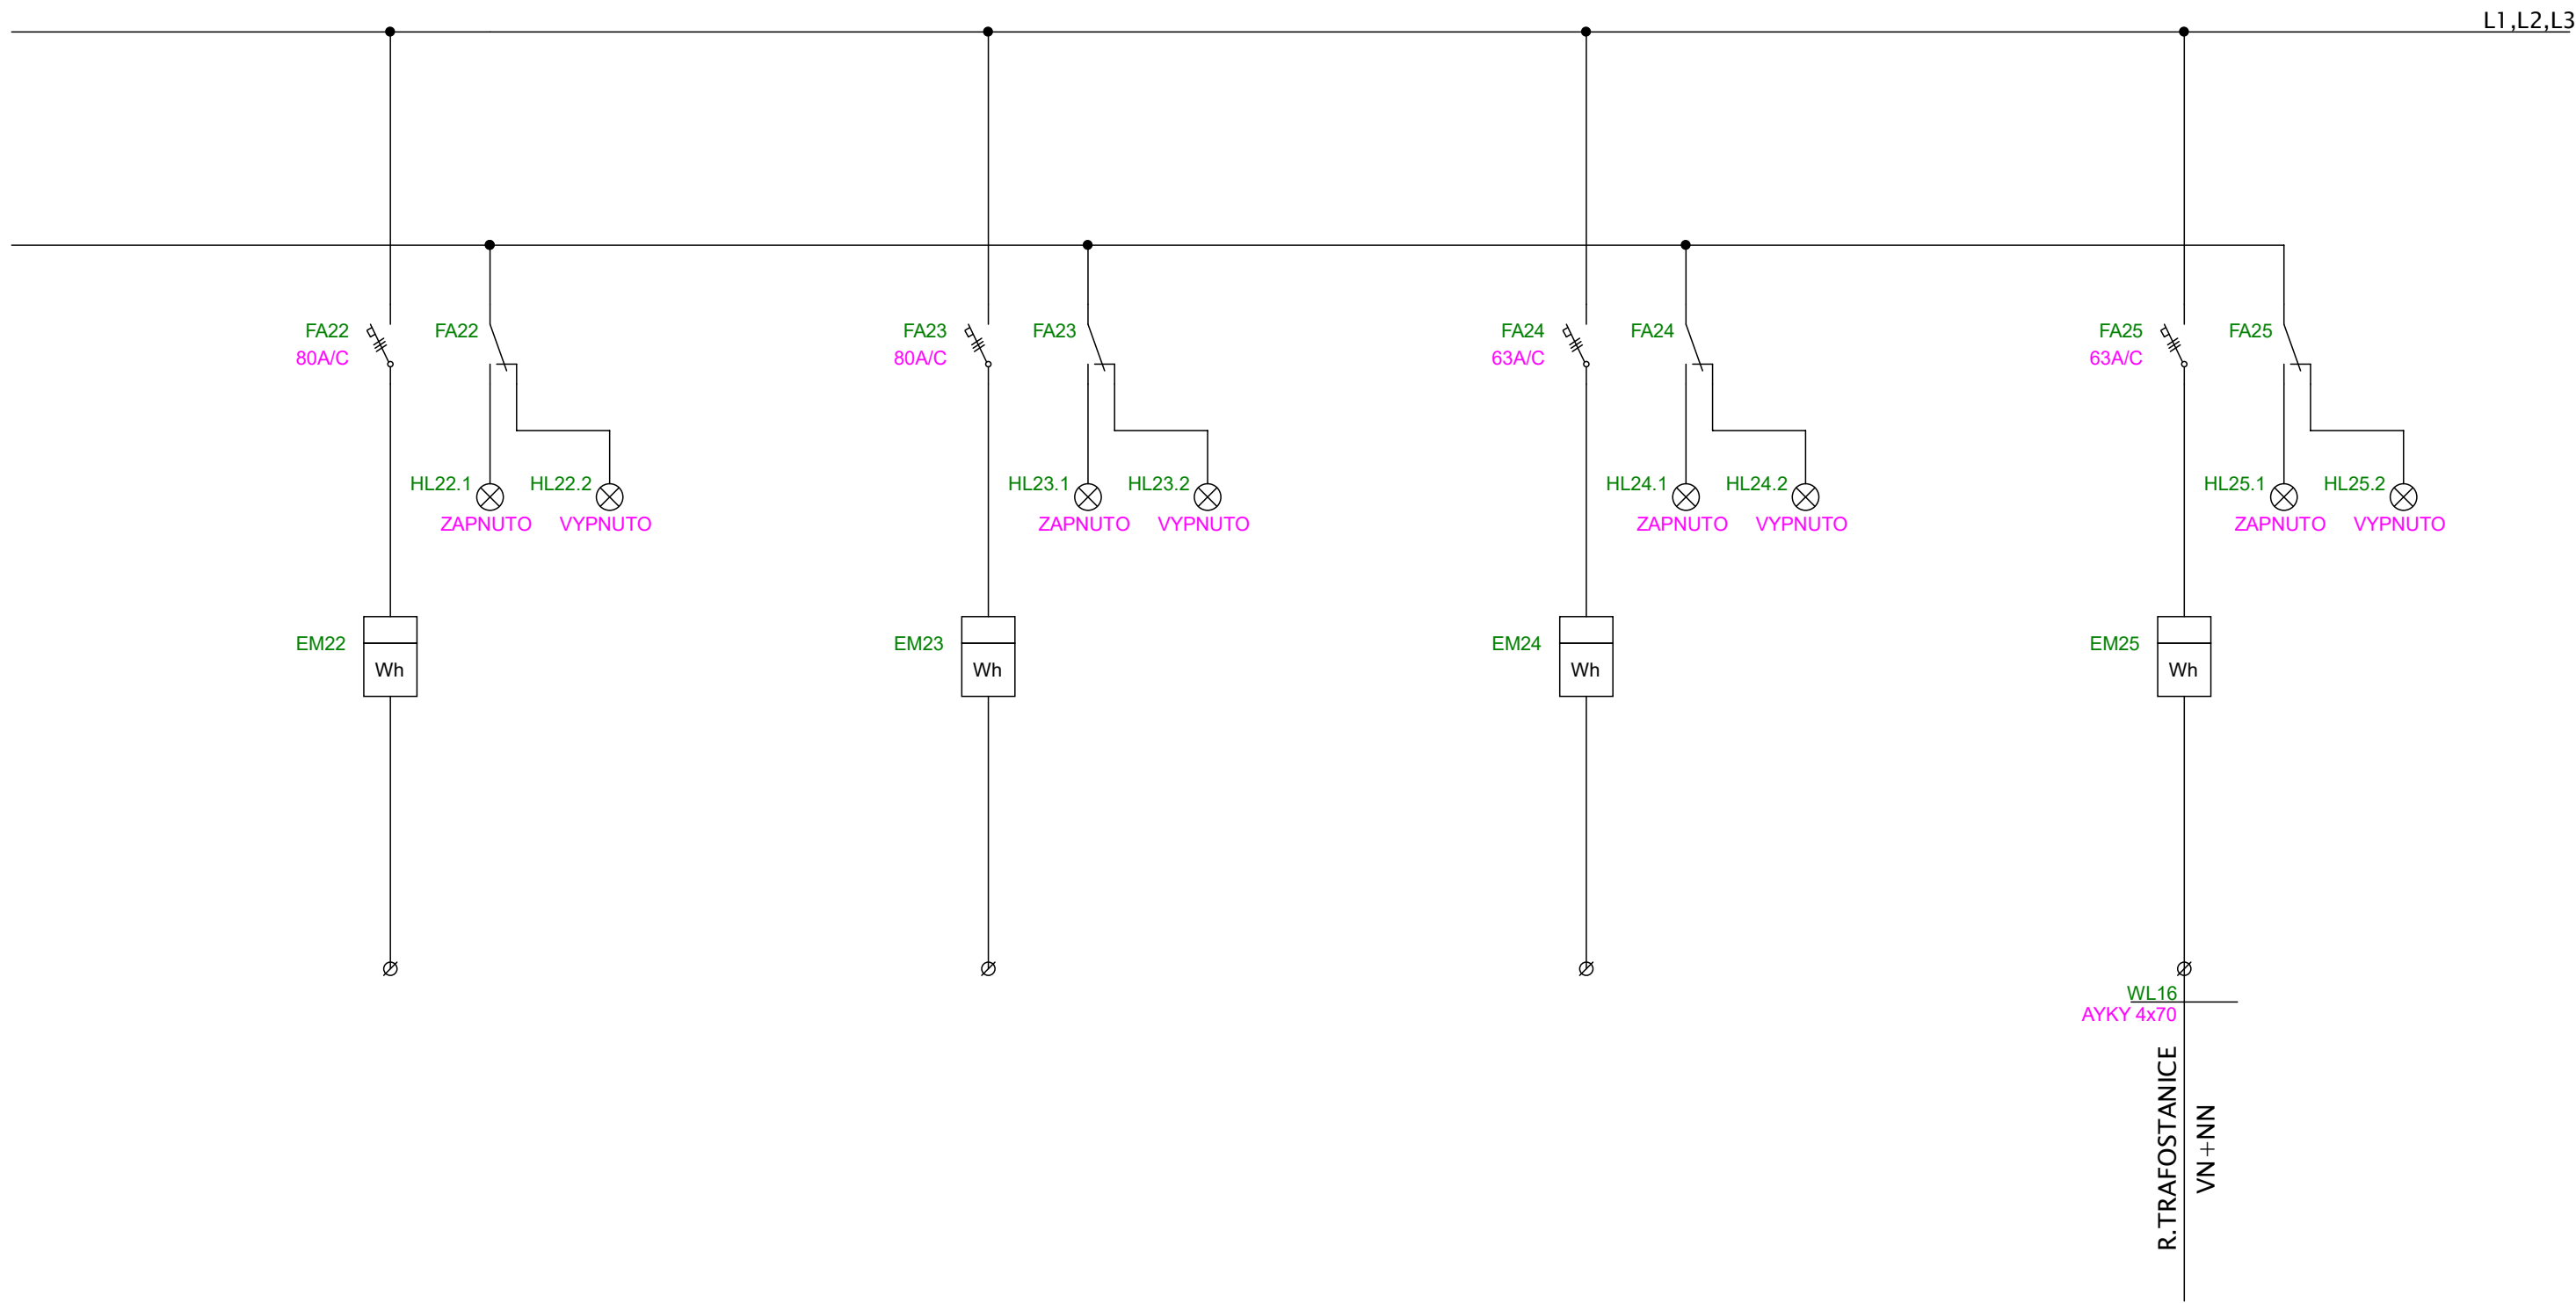 L1,L2,L3
FA22
80A/C
FA22
FA23
80A/C
FA23
FA24
63A/C
FA24
FA25
63A/C
FA25
HL22.1
ZAPNUTO
HL22.2
VYPNUTO
HL23.1
ZAPNUTO
HL23.2
VYPNUTO
HL24.1
ZAPNUTO
HL24.2
VYPNUTO
HL25.1
ZAPNUTO
HL25.2
VYPNUTO
EM22
Wh
EM23
Wh
EM24
Wh
EM25
Wh
WL16
AYKY 4x70
R.TRAFOSTANICE
VN+NN